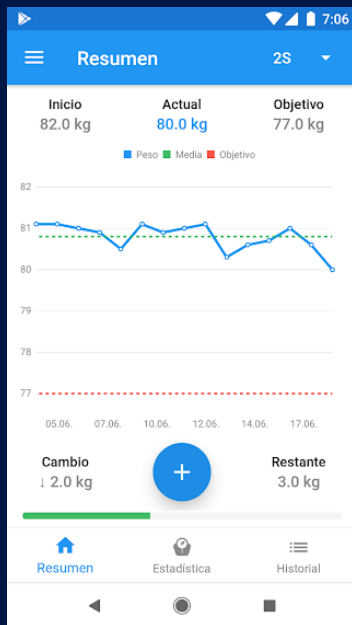 7:06
Resumen 2S
Inicio Actual Objetivo
82.0 kg 80.0 kg 77.0 kg
Peso Media Objetivo
82
81
80
79
78
77
05.06. 07.06. 10.06. 12.06. 14.06. 17.06.
Cambio Restante
↓ 2.0 kg 3.0 kg
Resumen Estadística Historial